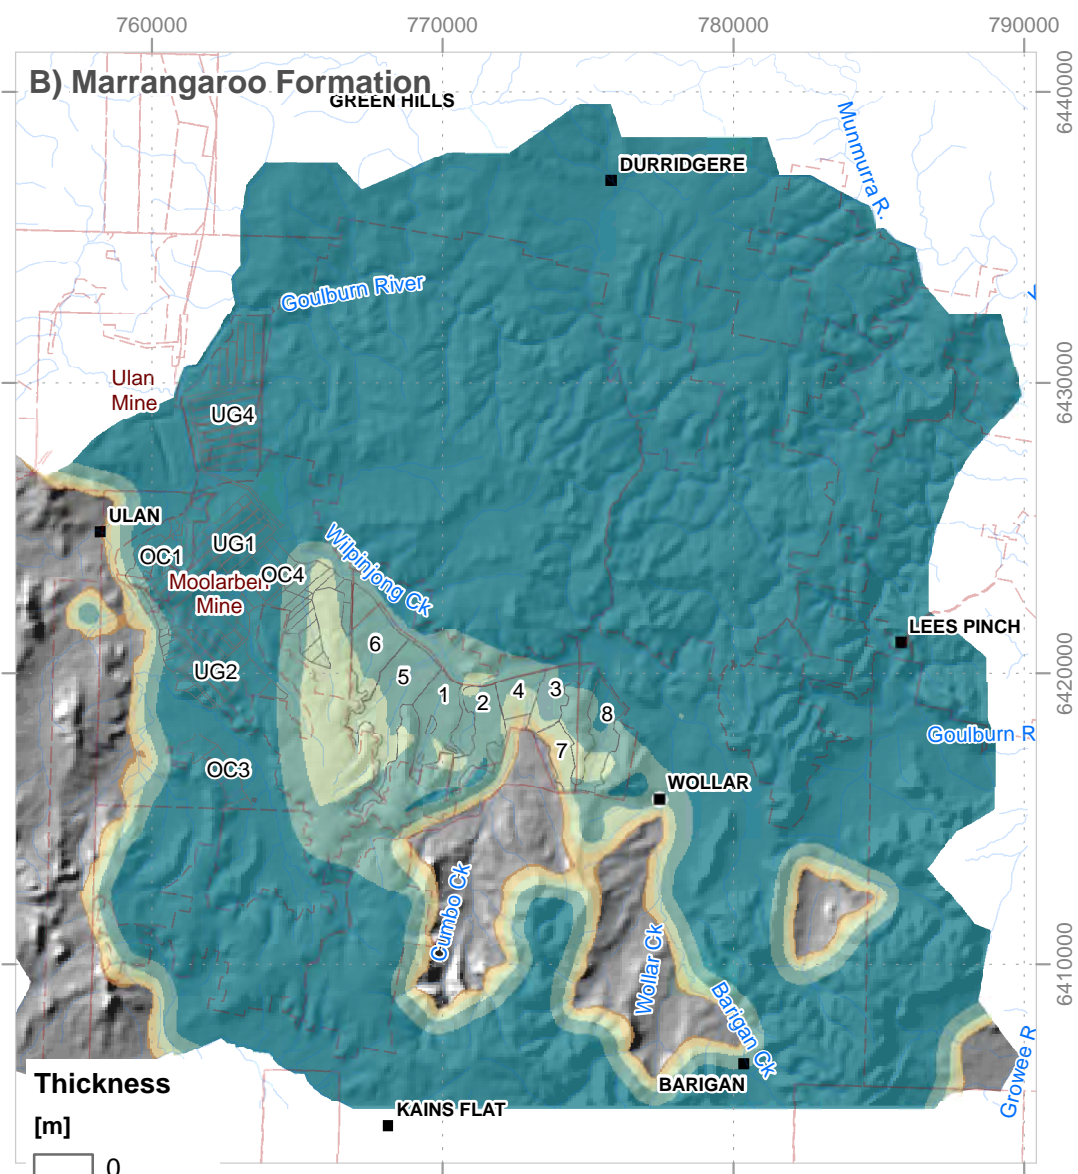 760000
770000
780000
790000
B) Marrangaroo Formation
GREEN HILLS
6440000
Munmurra R.
DURRIDGERE
Goulburn River
Ulan
Mine
6430000
UG4
ULAN
OC1
UG1
Wilpinjong Ck
OC4
Moolarben
Mine
LEES PINCH
6
UG2
5
1
2
4
3
8
6420000
Goulburn R
7
OC3
WOLLAR
Cumbo Ck
Wollar Ck
Barigan Ck
6410000
Growee R
BARIGAN
Thickness
[m]
0
KAINS FLAT